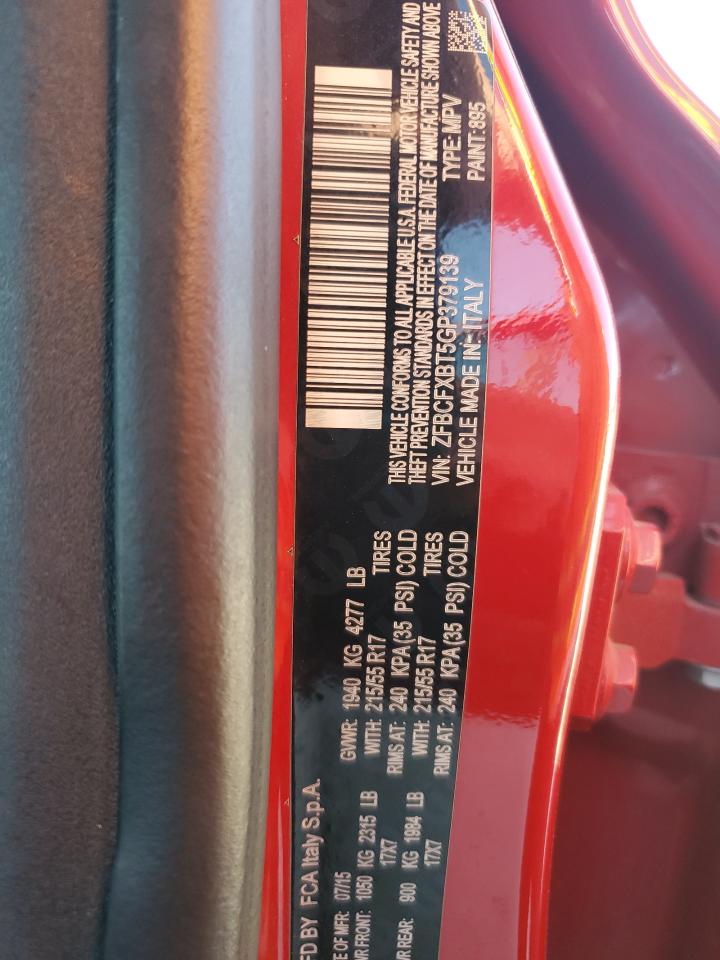 FD BY FCA Italy S.p.A.
TE OF MFR: 07/15 GVWR: 1940 KG 4277 LB
R FRONT: 1050 KG 2315 LB WITH: 215/55 R17 TIRES
17X7 RIMS AT: 240 KPA(35 PSI) COLD
R REAR: 900 KG 1984 LB WITH: 215/55 R17 TIRES
17X7 RIMS AT: 240 KPA(35 PSI) COLD
THIS VEHICLE CONFORMS TO ALL APPLICABLE U.S.A. FEDERAL MOTOR VEHICLE SAFETY AND
THEFT PREVENTION STANDARDS IN EFFECT ON THE DATE OF MANUFACTURE SHOWN ABOVE
VIN: ZFBCFXBT5GP379139 TYPE: MPV
VEHICLE MADE IN: ITALY PAINT: 895